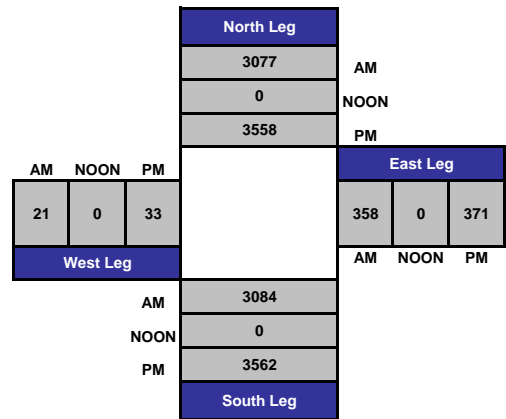 North Leg
3077
AM
0
NOON
3558
PM
East Leg
AM NOON PM
21 0 33
358 0 371
West Leg
AM NOON PM
AM
3084
NOON
0
PM
3562
South Leg